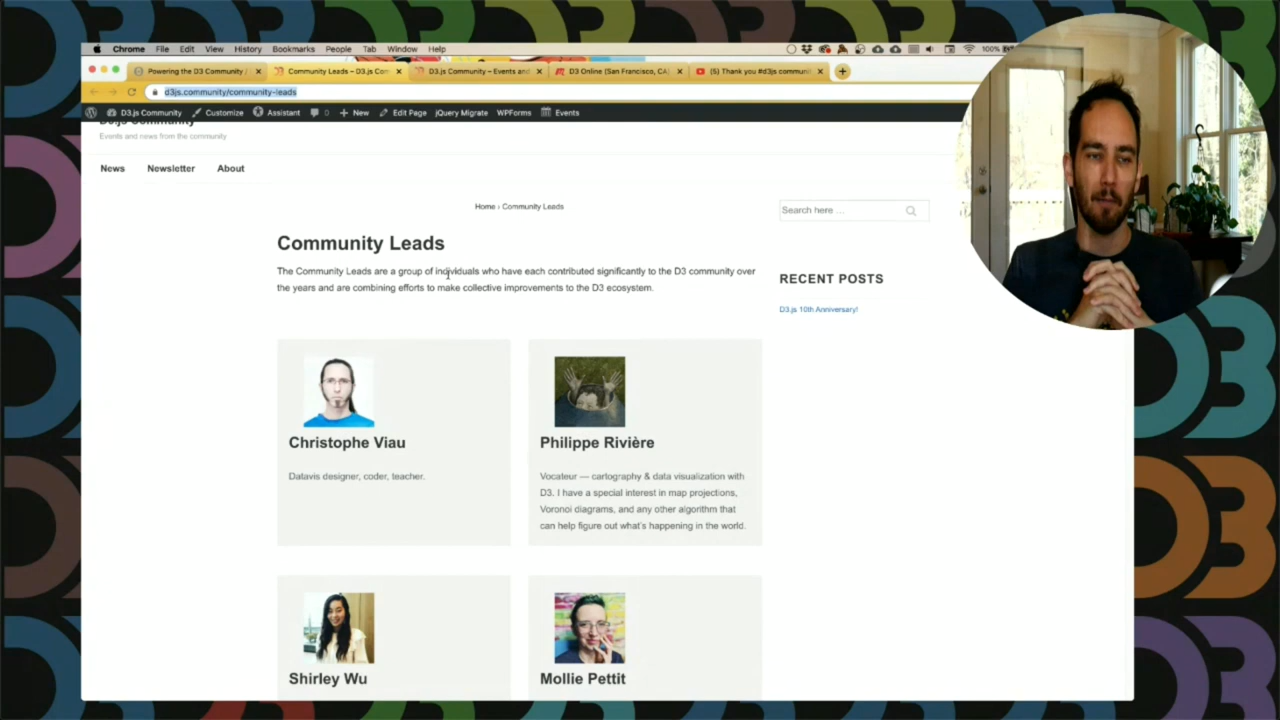 Chrome File Edit View History Bookmarks People Tab Window Help 100%
Powering the D3 Community / Community Leads – D3.js Com D3.js Community – Events and D3 Online (San Francisco, CA) (5) Thank you #d3js communi
d3js.community/community-leads
D3.js Community Customize Assistant 0 New Edit Page jQuery Migrate WPForms Events
D3.js Community
Events and news from the community
News Newsletter About
Home › Community Leads
Search here …
Community Leads
The Community Leads are a group of individuals who have each contributed significantly to the D3 community over
the years and are combining efforts to make collective improvements to the D3 ecosystem.
RECENT POSTS
D3.js 10th Anniversary!
Christophe Viau
Datavis designer, coder, teacher.
Philippe Rivière
Vocateur — cartography & data visualization with
D3. I have a special interest in map projections,
Voronoi diagrams, and any other algorithm that
can help figure out what's happening in the world.
Shirley Wu
Mollie Pettit